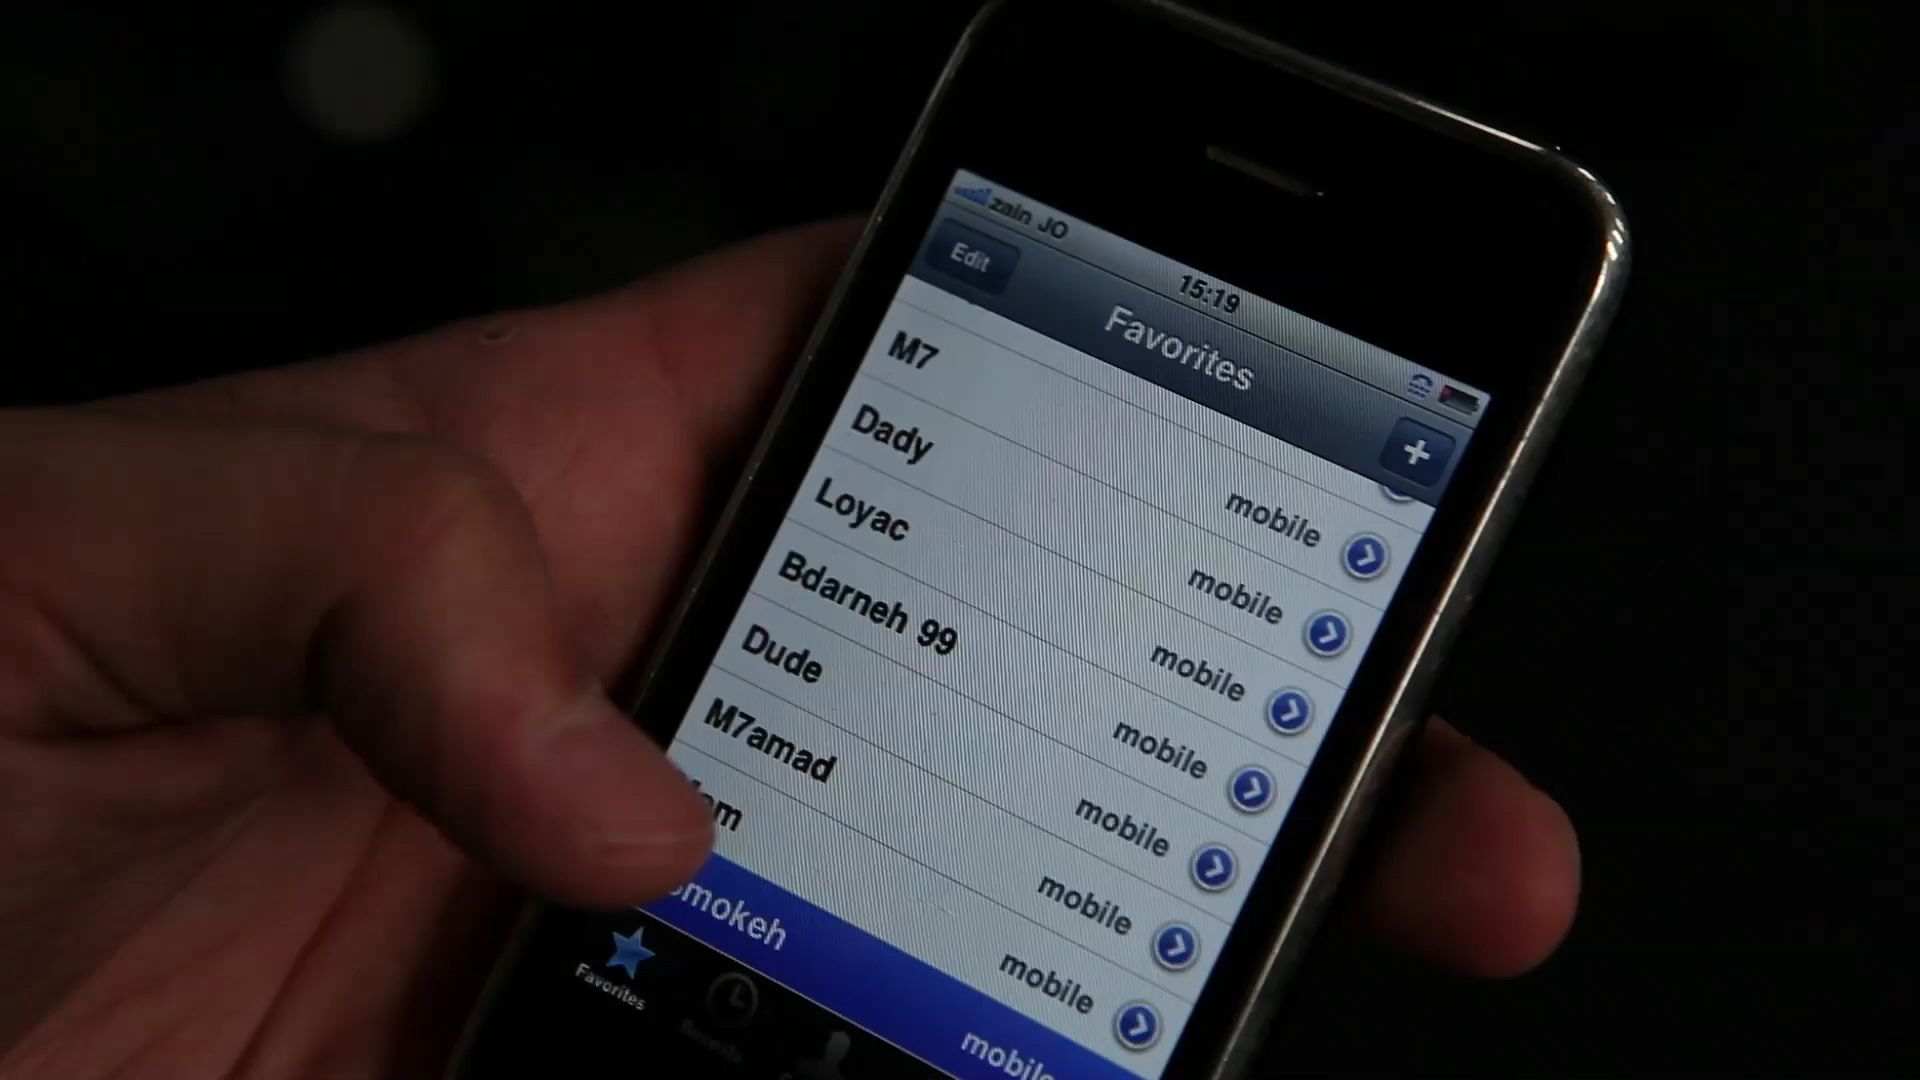 zain JO
15:19
Edit
Favorites
+
M7 mobile
Dady mobile
Loyac mobile
Bdarneh 99 mobile
Dude mobile
M7amad mobile
mobile
mobile
Favorites
Recents